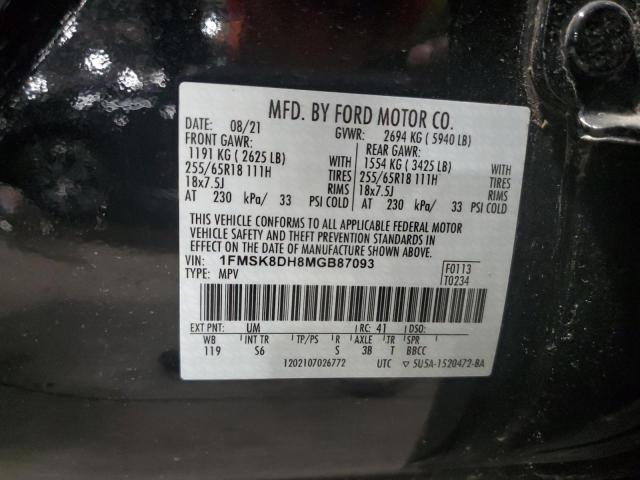 MFD. BY FORD MOTOR CO.
DATE: 08/21 GVWR: 2694 KG ( 5940 LB)
FRONT GAWR: REAR GAWR:
1191 KG ( 2625 LB) 1554 KG ( 3425 LB)
255/65R18 111H TIRES 255/65R18 111H TIRES
18x7.5J RIMS 18x7.5J RIMS
AT 230 kPa/ 33 PSI COLD AT 230 kPa/ 33 PSI COLD
THIS VEHICLE CONFORMS TO ALL APPLICABLE FEDERAL MOTOR
VEHICLE SAFETY AND THEFT PREVENTION STANDARDS IN
EFFECT ON THE DATE OF MANUFACTURE SHOWN ABOVE.
VIN: 1FMSK8DH8MGB87093 F0113
TYPE: MPV T0234
EXT PNT: UM RC: 41 DSO:
WB INT TR TP/PS R AXLE TR SPR
119 S6 S 3B T BBCC
1202107026772 UTC ▽ 5U5A-1520472-BA